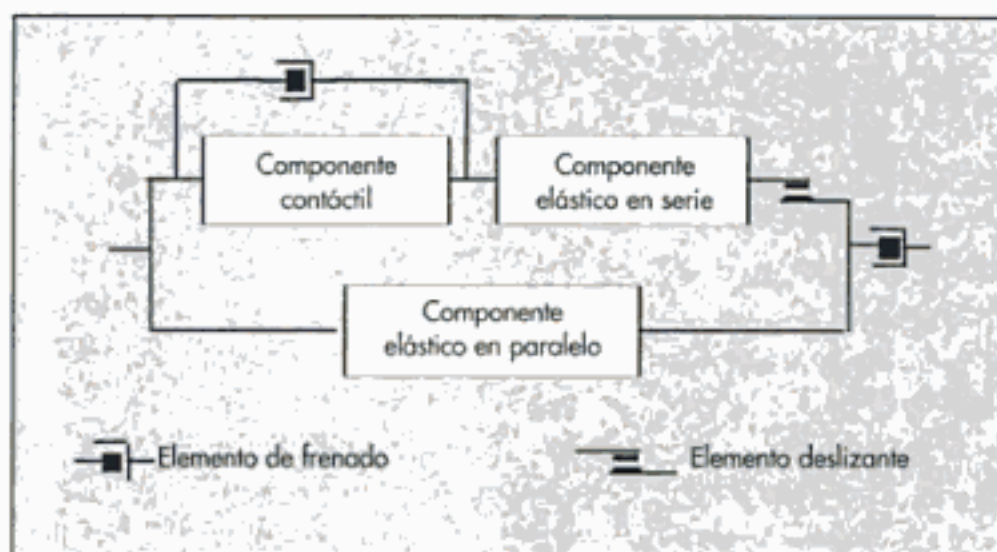 Componente
contáctil
Componente
elástico en serie
Componente
elástico en paralelo
Elemento de frenado
Elemento deslizante